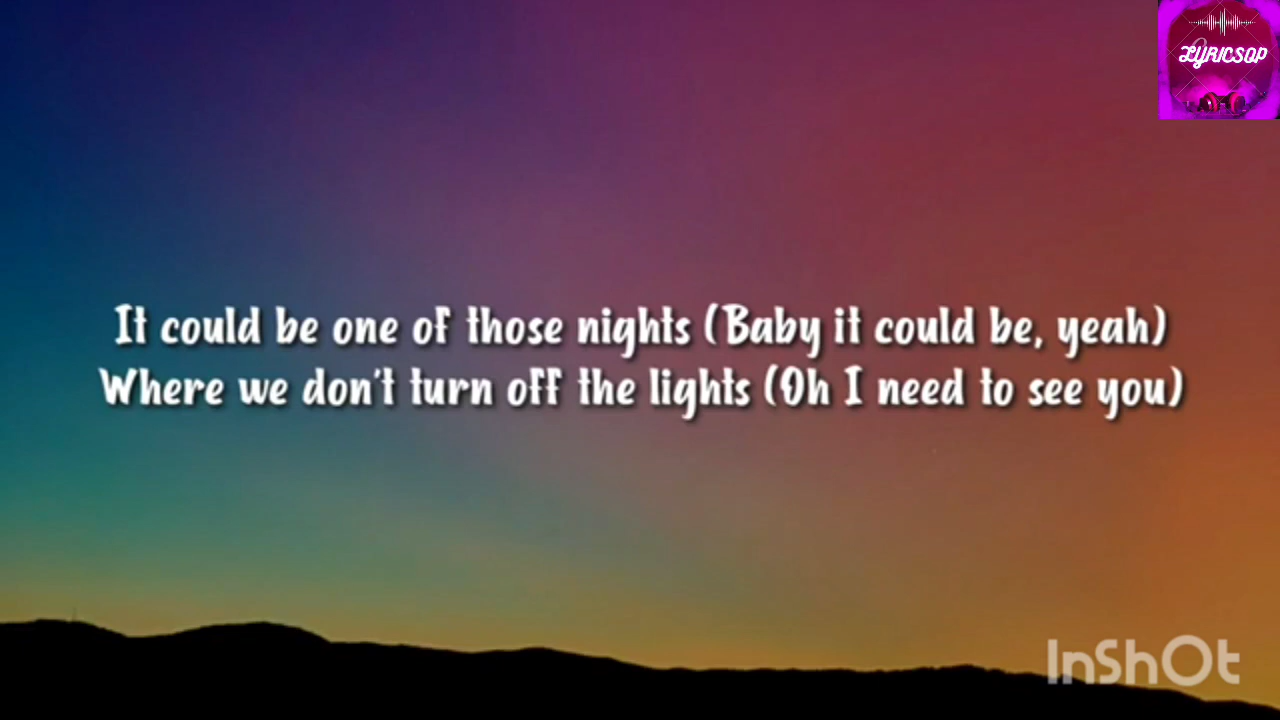 LYRICSOP
It could be one of those nights (Baby it could be, yeah)
Where we don't turn off the lights (Oh I need to see you)
InShOt